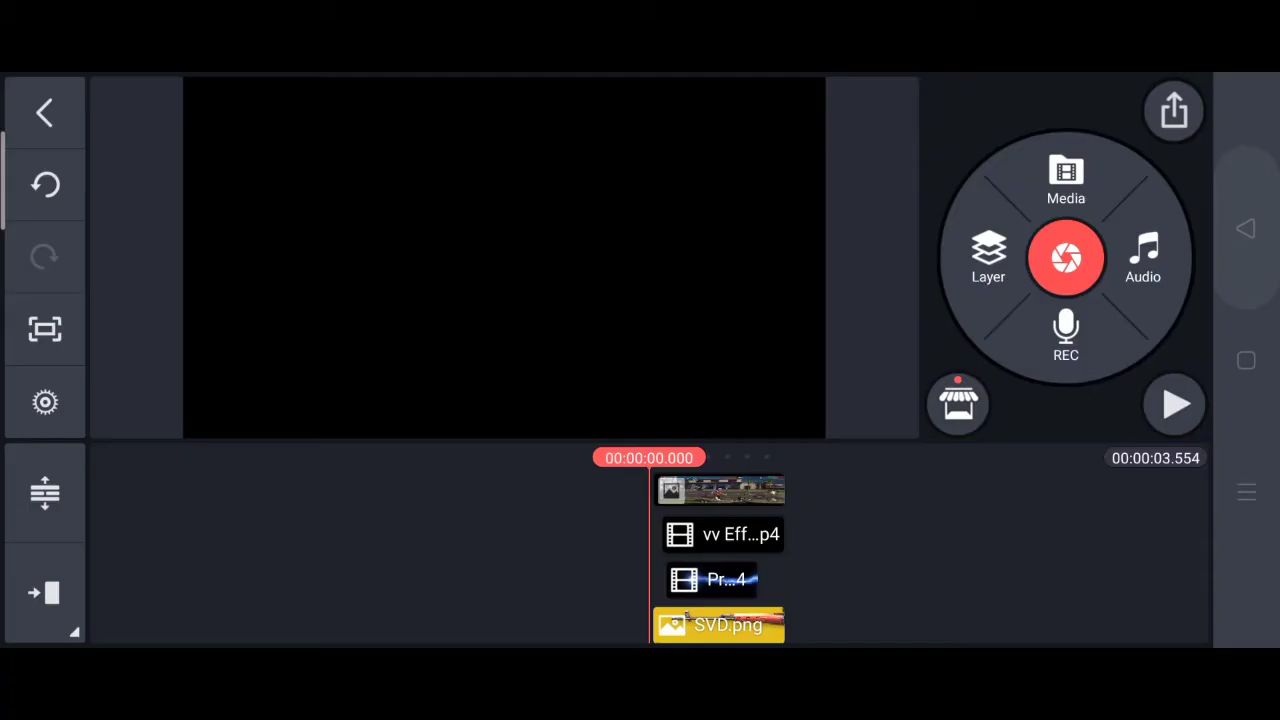 Media
Layer
Audio
REC
00:00:00.000
00:00:03.554
vv Eff...p4
Pr...4
SVD.png